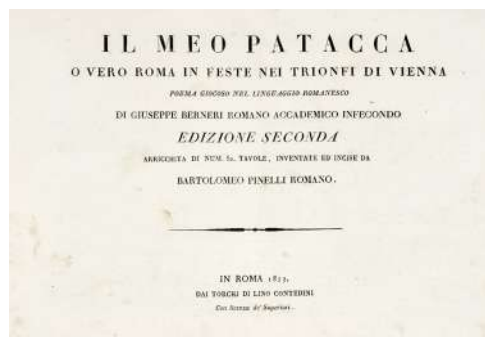 IL MEO PATACCA
O VERO ROMA IN FESTE NEI TRIONFI DI VIENNA
POEMA GIOCOSO NEL LINGUAGGIO ROMANESCO
DI GIUSEPPE BERNERI ROMANO ACCADEMICO INFECONDO
EDIZIONE SECONDA
ARRICCHITA DI NUM. 52. TAVOLE, INVENTATE ED INCISE DA
BARTOLOMEO PINELLI ROMANO.
IN ROMA 1823,
DAI TORCHI DI LINO CONTEDINI
Con licenza de' Superiori.